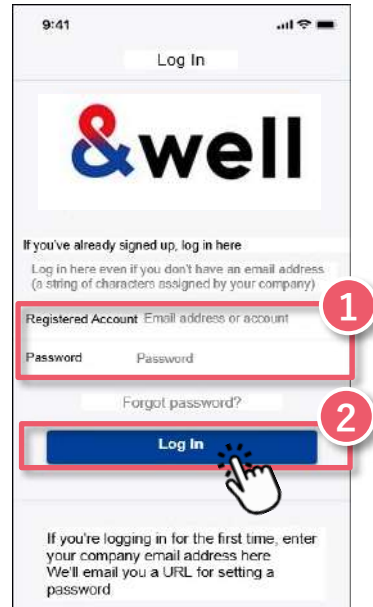 9:41
Log In
&well
If you've already signed up, log in here
Log in here even if you don't have an email address
(a string of characters assigned by your company)
1
Registered Account Email address or account
Password Password
Forgot password?
2
Log In
If you're logging in for the first time, enter
your company email address here
We'll email you a URL for setting a
password